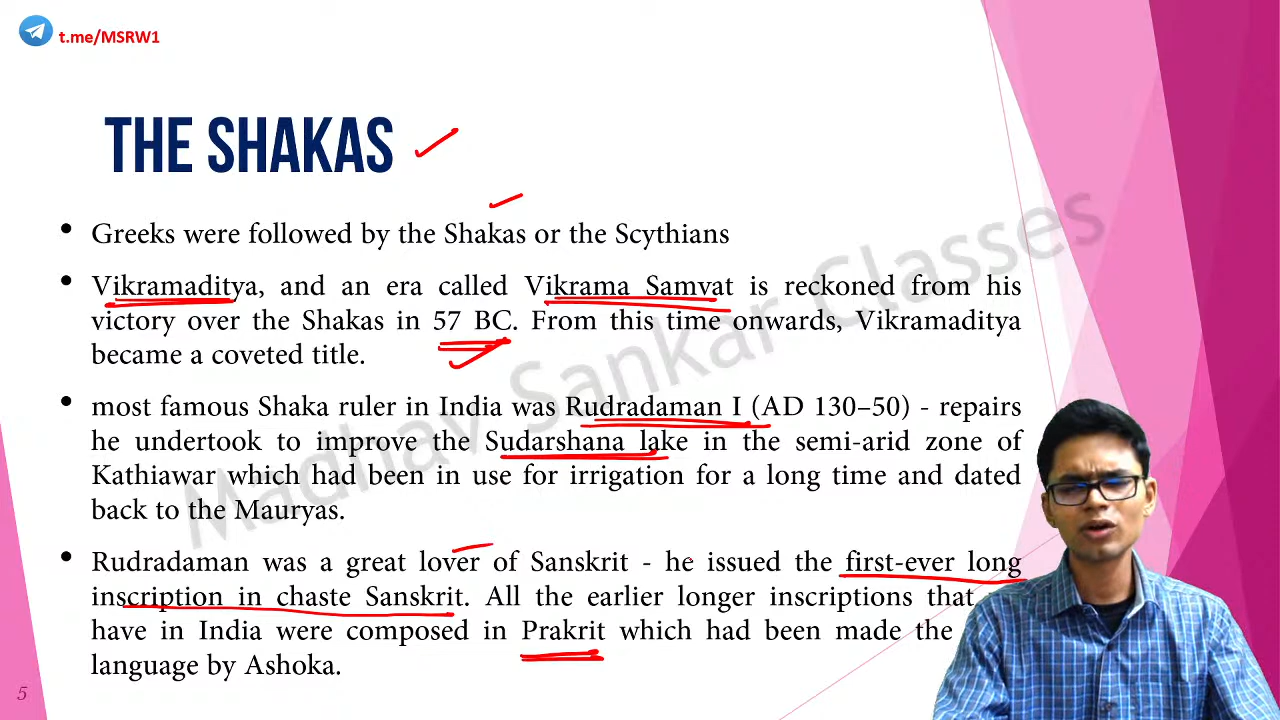 t.me/MSRW1
THE SHAKAS
• Greeks were followed by the Shakas or the Scythians
• Vikramaditya, and an era called Vikrama Samvat is reckoned from his
victory over the Shakas in 57 BC. From this time onwards, Vikramaditya
became a coveted title.
• most famous Shaka ruler in India was Rudradaman I (AD 130–50) - repairs
he undertook to improve the Sudarshana lake in the semi-arid zone of
Kathiawar which had been in use for irrigation for a long time and dated
back to the Mauryas.
• Rudradaman was a great lover of Sanskrit - he issued the first-ever long
inscription in chaste Sanskrit. All the earlier longer inscriptions that
have in India were composed in Prakrit which had been made the
language by Ashoka.
Madhav Sankar Classes
5